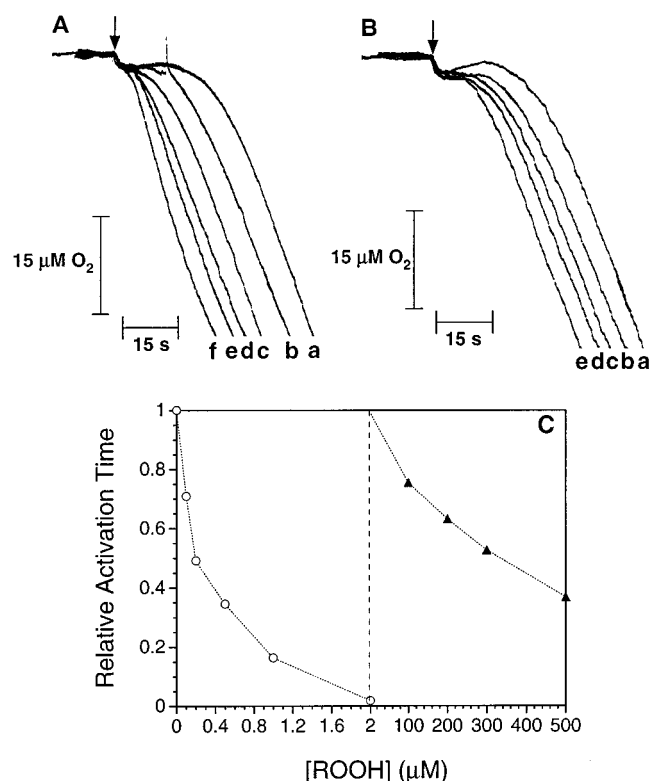 A
B
15 μM O2
15 μM O2
15 s
15 s
f e d c b a
e d c b a
C
Relative Activation Time
1
0.8
0.6
0.4
0.2
0
0 0.4 0.8 1.2 1.6 2 100 200 300 400 500
[ROOH] (μM)